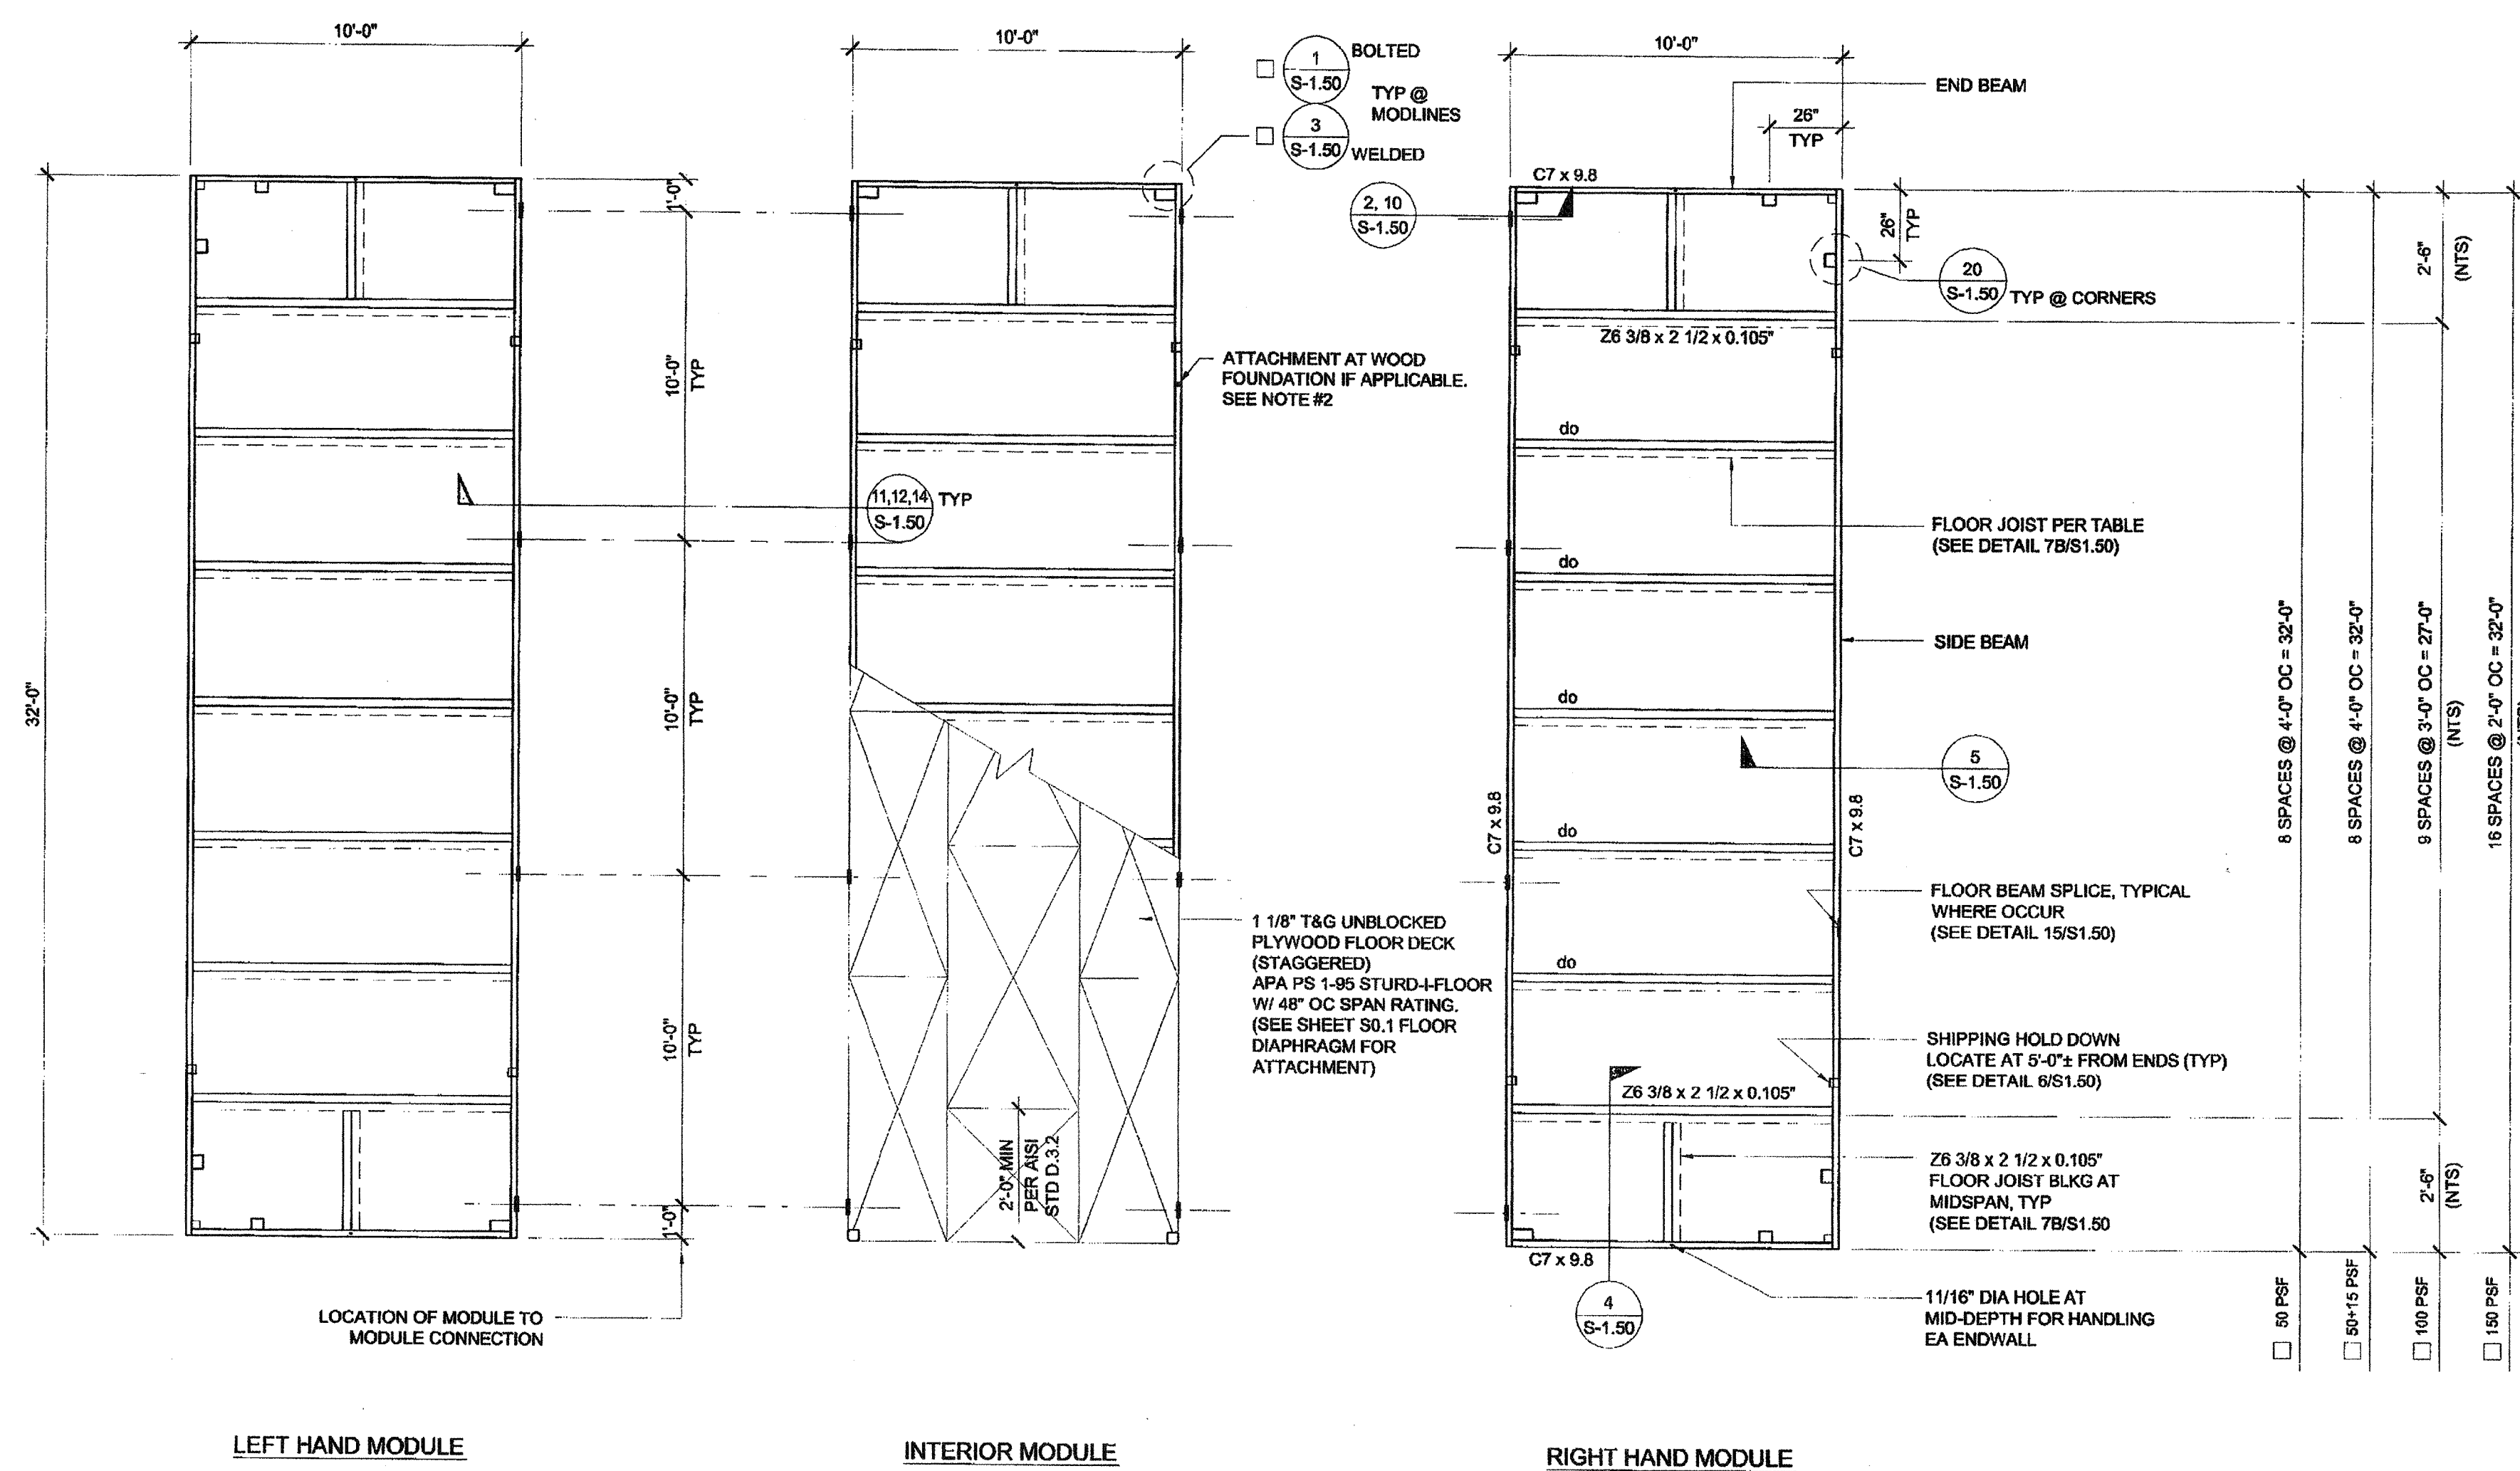 10'-0"
10'-0"
10'-0"
1
S-1.50
BOLTED
TYP @
MODLINES
3
S-1.50
WELDED
END BEAM
26"
TYP
C7 x 9.8
2, 10
S-1.50
26"
TYP
20
S-1.50
TYP @ CORNERS
1'-0"
10'-0"
TYP
10'-0"
TYP
10'-0"
TYP
1'-0"
32'-0"
ATTACHMENT AT WOOD
FOUNDATION IF APPLICABLE.
SEE NOTE #2
Z6 3/8 x 2 1/2 x 0.105"
do
11,12,14
S-1.50
TYP
FLOOR JOIST PER TABLE
(SEE DETAIL 7B/S1.50)
do
SIDE BEAM
do
5
S-1.50
C7 x 9.8
C7 x 9.8
do
FLOOR BEAM SPLICE, TYPICAL
WHERE OCCUR
(SEE DETAIL 15/S1.50)
do
1 1/8" T&G UNBLOCKED
PLYWOOD FLOOR DECK
(STAGGERED)
APA PS 1-95 STURD-I-FLOOR
W/ 48" OC SPAN RATING.
(SEE SHEET S0.1 FLOOR
DIAPHRAGM FOR
ATTACHMENT)
SHIPPING HOLD DOWN
LOCATE AT 5'-0"± FROM ENDS (TYP)
(SEE DETAIL 6/S1.50)
Z6 3/8 x 2 1/2 x 0.105"
2'-0" MIN
PER AISI
STD D.3.2
Z6 3/8 x 2 1/2 x 0.105"
FLOOR JOIST BLKG AT
MIDSPAN, TYP
(SEE DETAIL 7B/S1.50
C7 x 9.8
4
S-1.50
11/16" DIA HOLE AT
MID-DEPTH FOR HANDLING
EA ENDWALL
LOCATION OF MODULE TO
MODULE CONNECTION
8 SPACES @ 4'-0" OC = 32'-0"
8 SPACES @ 4'-0" OC = 32'-0"
2'-6"
(NTS)
9 SPACES @ 3'-0" OC = 27'-0"
(NTS)
2'-6"
(NTS)
16 SPACES @ 2'-0" OC = 32'-0"
50 PSF
50+15 PSF
100 PSF
150 PSF
LEFT HAND MODULE
INTERIOR MODULE
RIGHT HAND MODULE